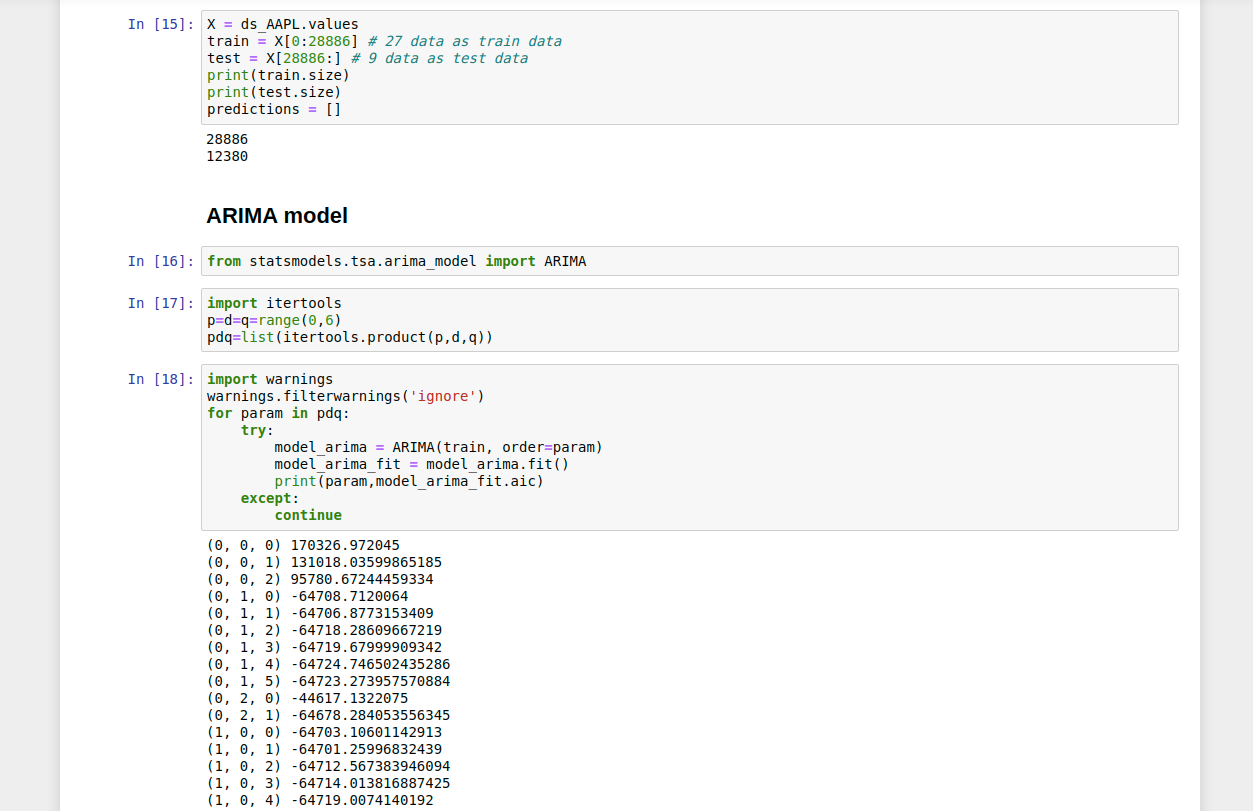 In [15]: X = ds_AAPL.values
train = X[0:28886] # 27 data as train data
test = X[28886:] # 9 data as test data
print(train.size)
print(test.size)
predictions = []
28886
12380
ARIMA model
In [16]: from statsmodels.tsa.arima_model import ARIMA
In [17]: import itertools
p=d=q=range(0,6)
pdq=list(itertools.product(p,d,q))
In [18]: import warnings
warnings.filterwarnings('ignore')
for param in pdq:
    try:
        model_arima = ARIMA(train, order=param)
        model_arima_fit = model_arima.fit()
        print(param,model_arima_fit.aic)
    except:
        continue
(0, 0, 0) 170326.972045
(0, 0, 1) 131018.03599865185
(0, 0, 2) 95780.67244459334
(0, 1, 0) -64708.7120064
(0, 1, 1) -64706.8773153409
(0, 1, 2) -64718.28609667219
(0, 1, 3) -64719.67999909342
(0, 1, 4) -64724.746502435286
(0, 1, 5) -64723.273957570884
(0, 2, 0) -44617.1322075
(0, 2, 1) -64678.284053556345
(1, 0, 0) -64703.10601142913
(1, 0, 1) -64701.25996832439
(1, 0, 2) -64712.567383946094
(1, 0, 3) -64714.013816887425
(1, 0, 4) -64719.0074140192